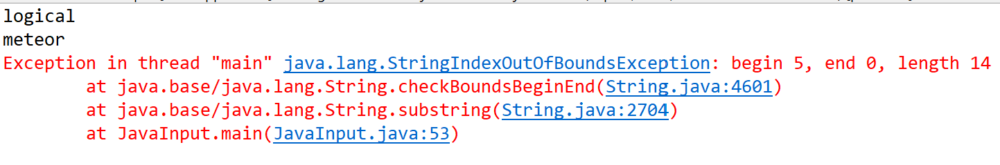 logical
meteor
Exception in thread "main" java.lang.StringIndexOutOfBoundsException: begin 5, end 0, length 14
at java.base/java.lang.String.checkBoundsBeginEnd(String.java:4601)
at java.base/java.lang.String.substring(String.java:2704)
at JavaInput.main(JavaInput.java:53)